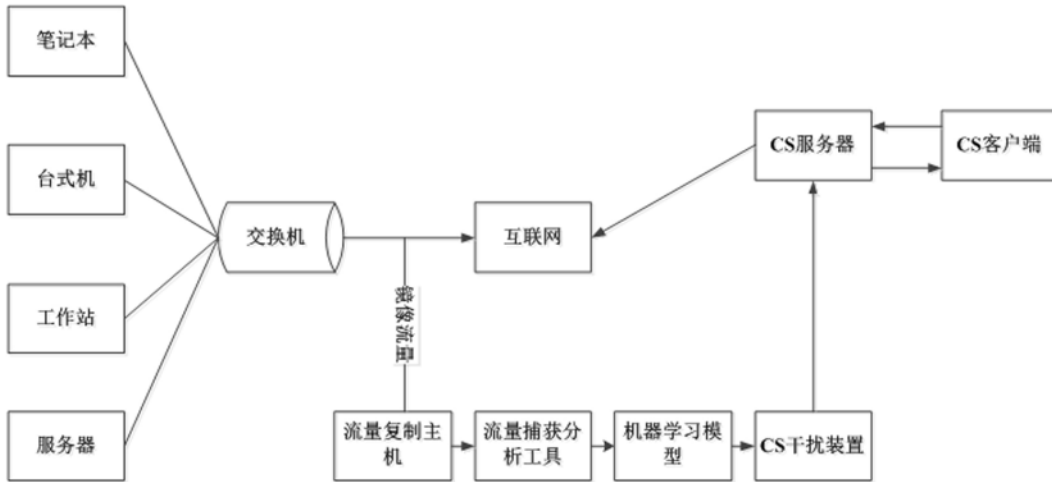 笔记本
台式机
工作站
服务器
交换机
镜像流量
互联网
CS服务器
CS客户端
流量复制主
机
流量捕获分
析工具
机器学习模
型
CS干扰装置